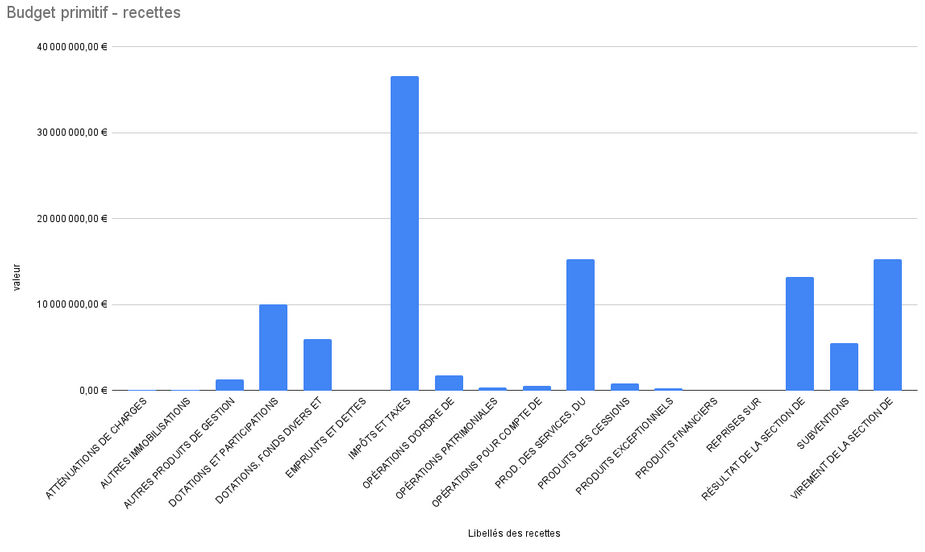 Budget primitif - recettes
40 000 000,00 €
30 000 000,00 €
20 000 000,00 €
10 000 000,00 €
0,00 €
valeur
ATTÉNUATIONS DE CHARGES
AUTRES IMMOBILISATIONS
AUTRES PRODUITS DE GESTION
DOTATIONS ET PARTICIPATIONS
DOTATIONS, FONDS DIVERS ET
EMPRUNTS ET DETTES
IMPÔTS ET TAXES
OPÉRATIONS D'ORDRE DE
OPÉRATIONS PATRIMONIALES
OPÉRATIONS POUR COMPTE DE
PROD. DES SERVICES, DU
PRODUITS DES CESSIONS
PRODUITS EXCEPTIONNELS
PRODUITS FINANCIERS
REPRISES SUR
RÉSULTAT DE LA SECTION DE
SUBVENTIONS
VIREMENT DE LA SECTION DE
Libellés des recettes